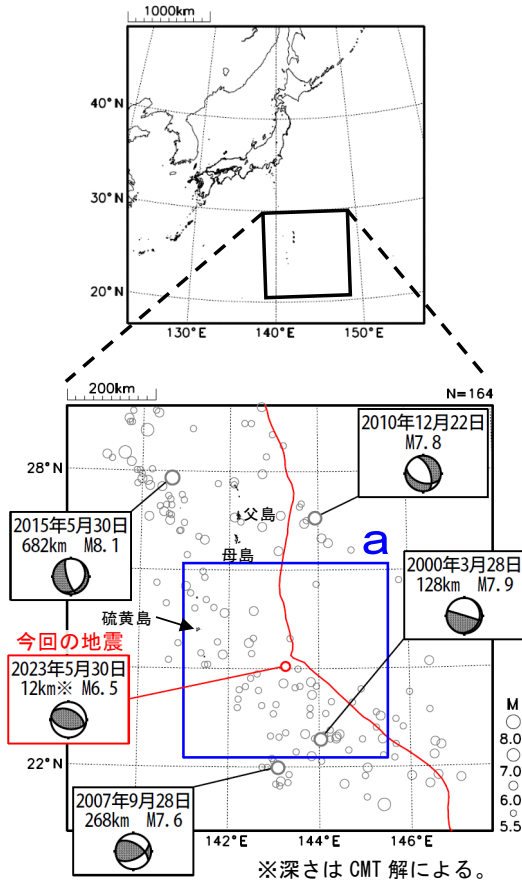 1000km
40°N
30°N
20°N
130°E
140°E
150°E
200km
N=164
2010年12月22日
M7.8
28°N
父島
2015年5月30日
682km M8.1
母島
a
2000年3月28日
128km M7.9
硫黄島
今回の地震
2023年5月30日
12km※ M6.5
M
8.0
7.0
6.0
5.5
22°N
2007年9月28日
268km M7.6
142°E
144°E
146°E
※深さは CMT 解による。